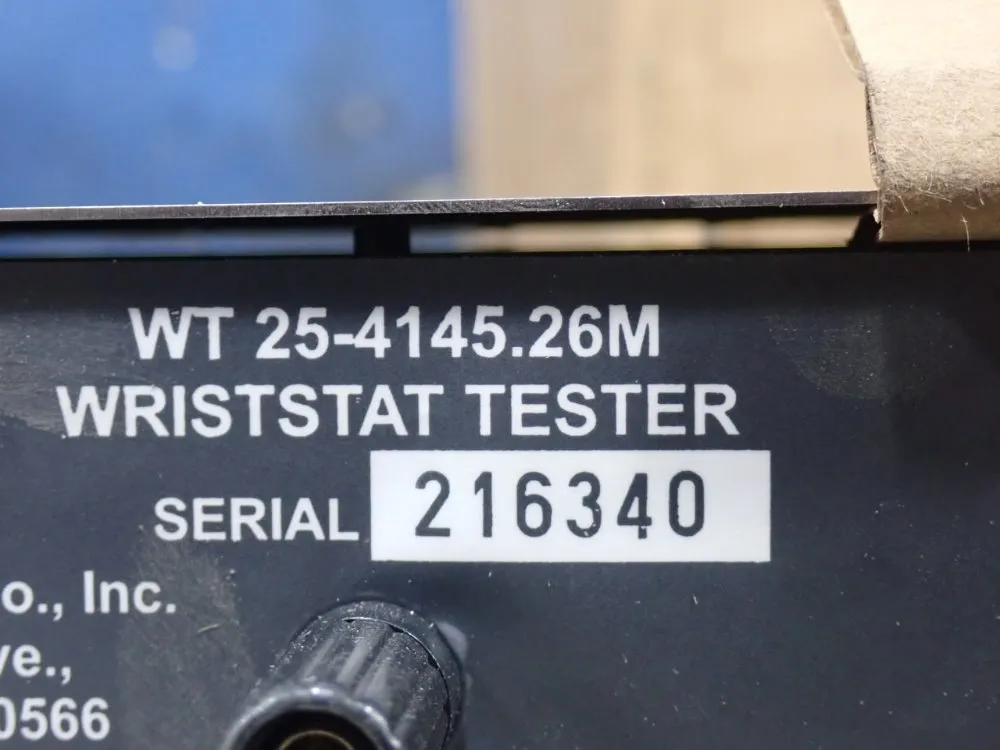 WT 25-4145.26M
WRISTSTAT TESTER
SERIAL 216340
o., Inc.
ve.,
0566